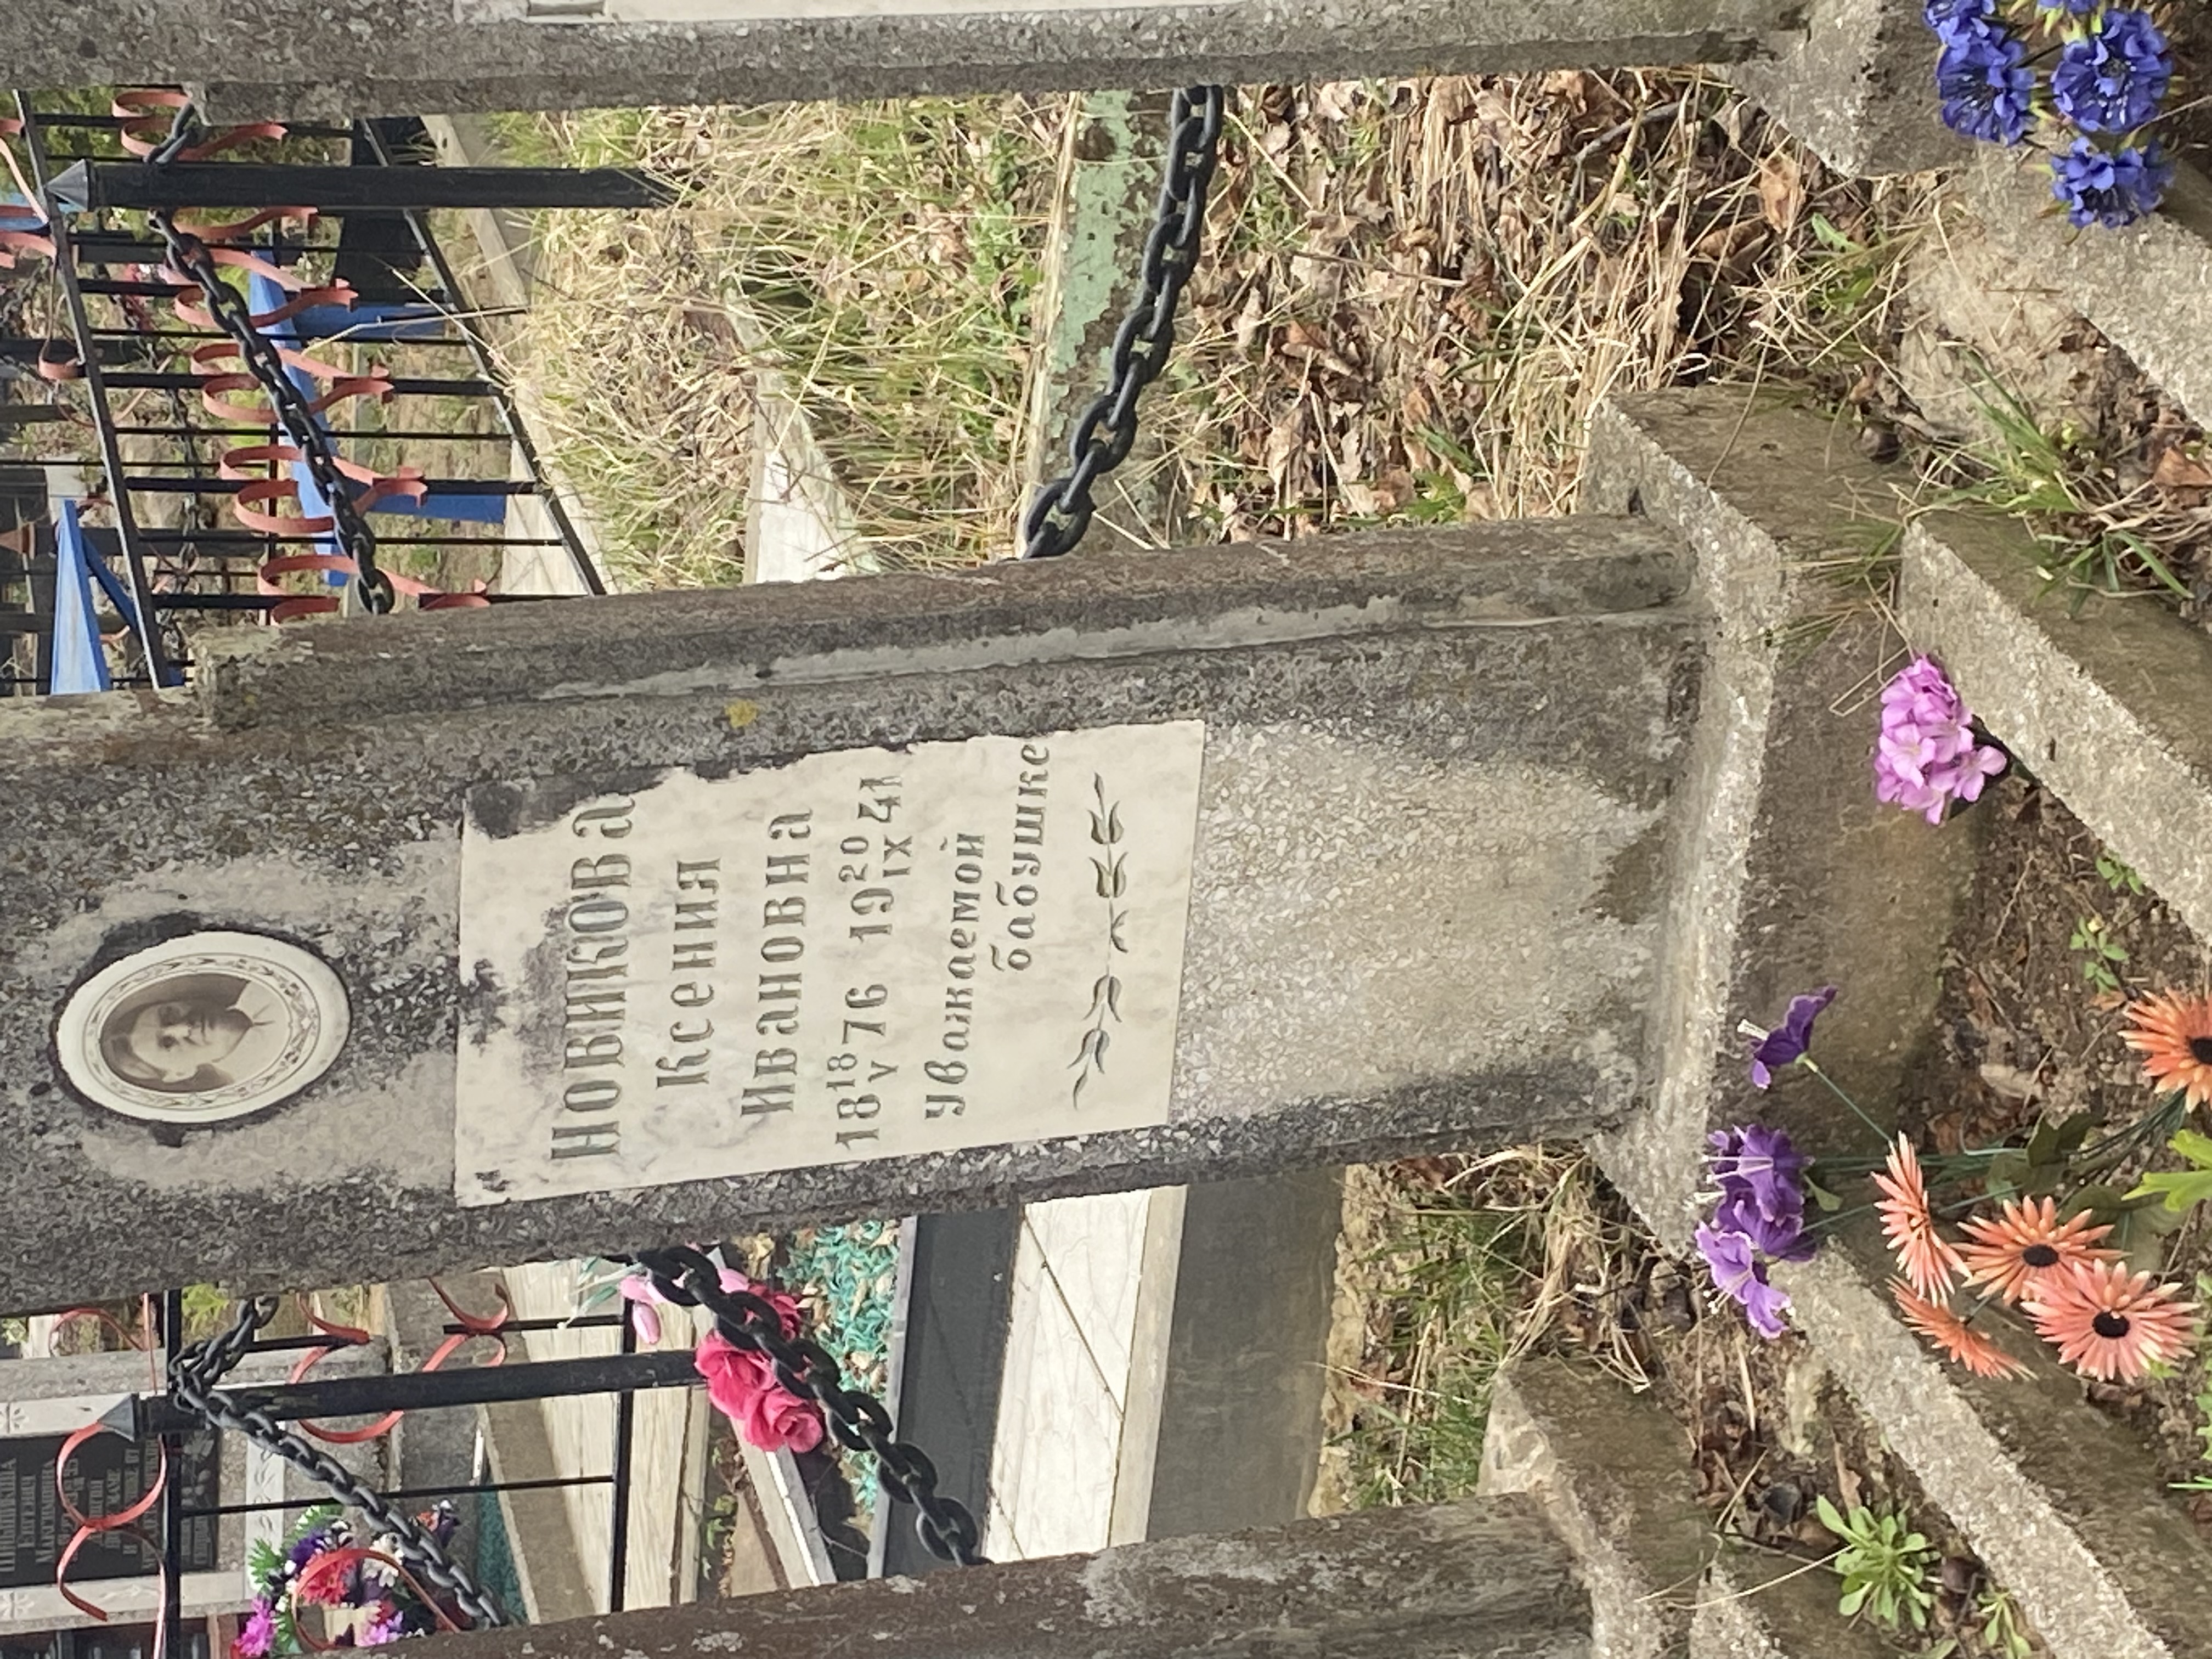 Новикова
Ксения
Ивановна
18 18/V 76 19 20/IX 41
Уважаемой
бабушке